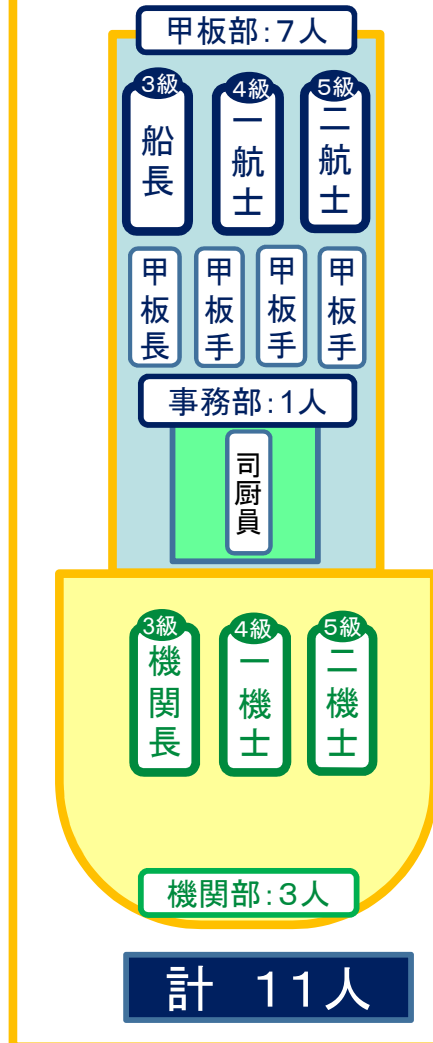 甲板部:7人
3級
船長
4級
一航士
5級
二航士
甲板長
甲板手
甲板手
甲板手
事務部:1人
司厨員
3級
機関長
4級
一機士
5級
二機士
機関部:3人
計 11人